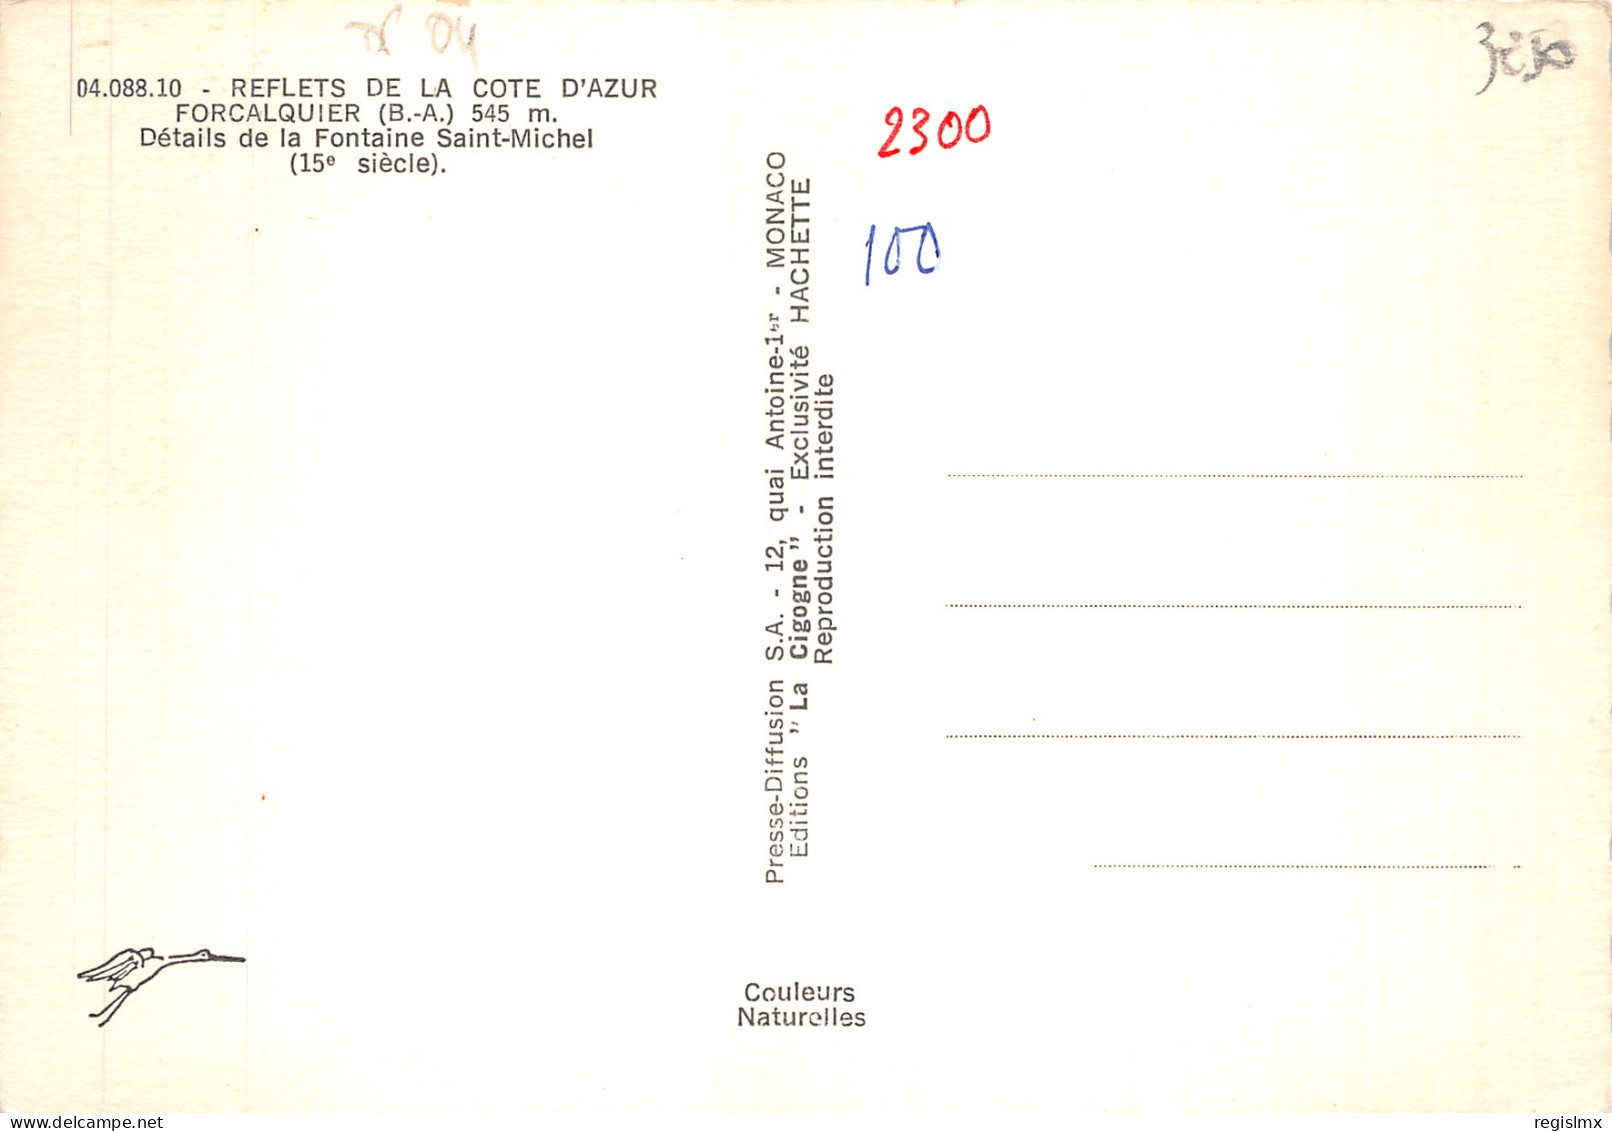 04
04.088.10 - REFLETS DE LA COTE D'AZUR
FORCALQUIER (B.-A.) 545 m.
Détails de la Fontaine Saint-Michel
(15e siècle).
Presse-Diffusion S.A. - 12, quai Antoine-1er - MONACO
Editions "La Cigogne" - Exclusivité HACHETTE
Reproduction interdite
2300
100
Couleurs
Naturelles
delcampe.net
regislmx